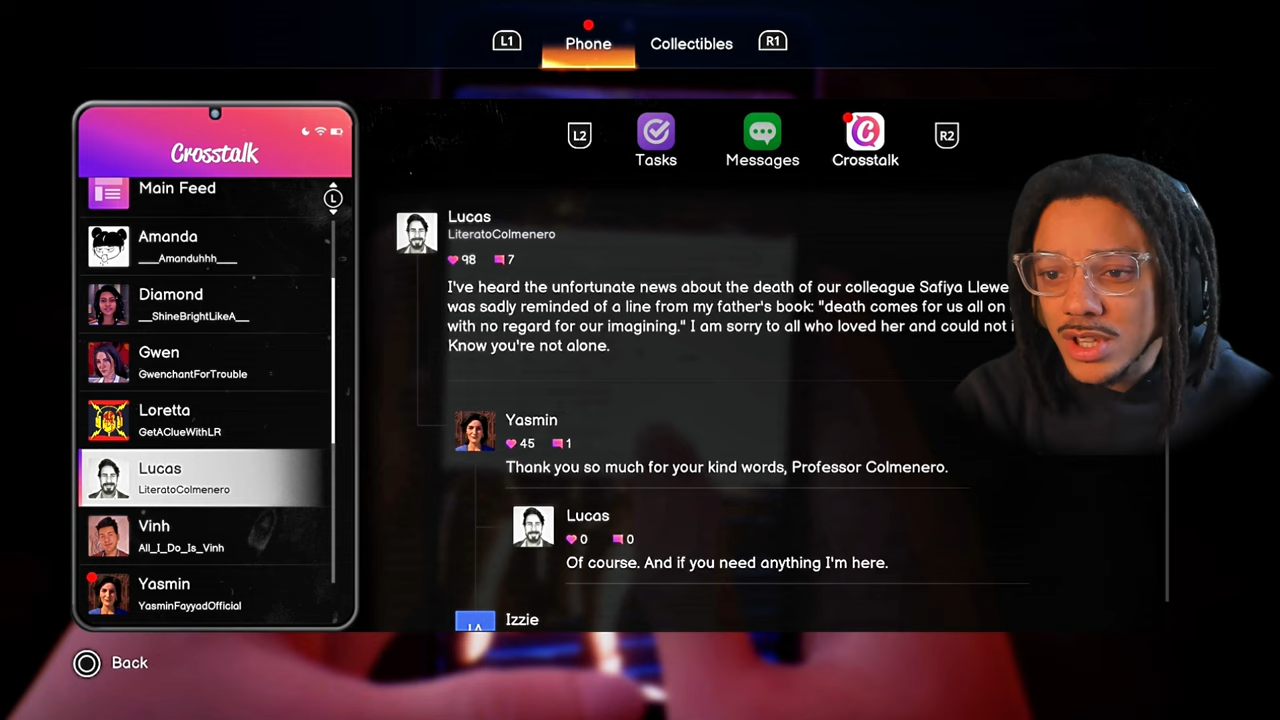 L1
Phone
Collectibles
R1
Crosstalk
Main Feed
L
Amanda
____Amanduhhh____
Diamond
__ShineBrightLikeA__
Gwen
GwenchantForTrouble
Loretta
GetAClueWithLR
Lucas
LiteratoColmenero
Vinh
All_I_Do_Is_Vinh
Yasmin
YasminFayyadOfficial
L2
Tasks
Messages
Crosstalk
R2
Lucas
LiteratoColmenero
98 7
I've heard the unfortunate news about the death of our colleague Safiya Llewe
was sadly reminded of a line from my father's book: "death comes for us all on
with no regard for our imagining." I am sorry to all who loved her and could not i
Know you're not alone.
Yasmin
45 1
Thank you so much for your kind words, Professor Colmenero.
Lucas
0 0
Of course. And if you need anything I'm here.
LA
Izzie
Back